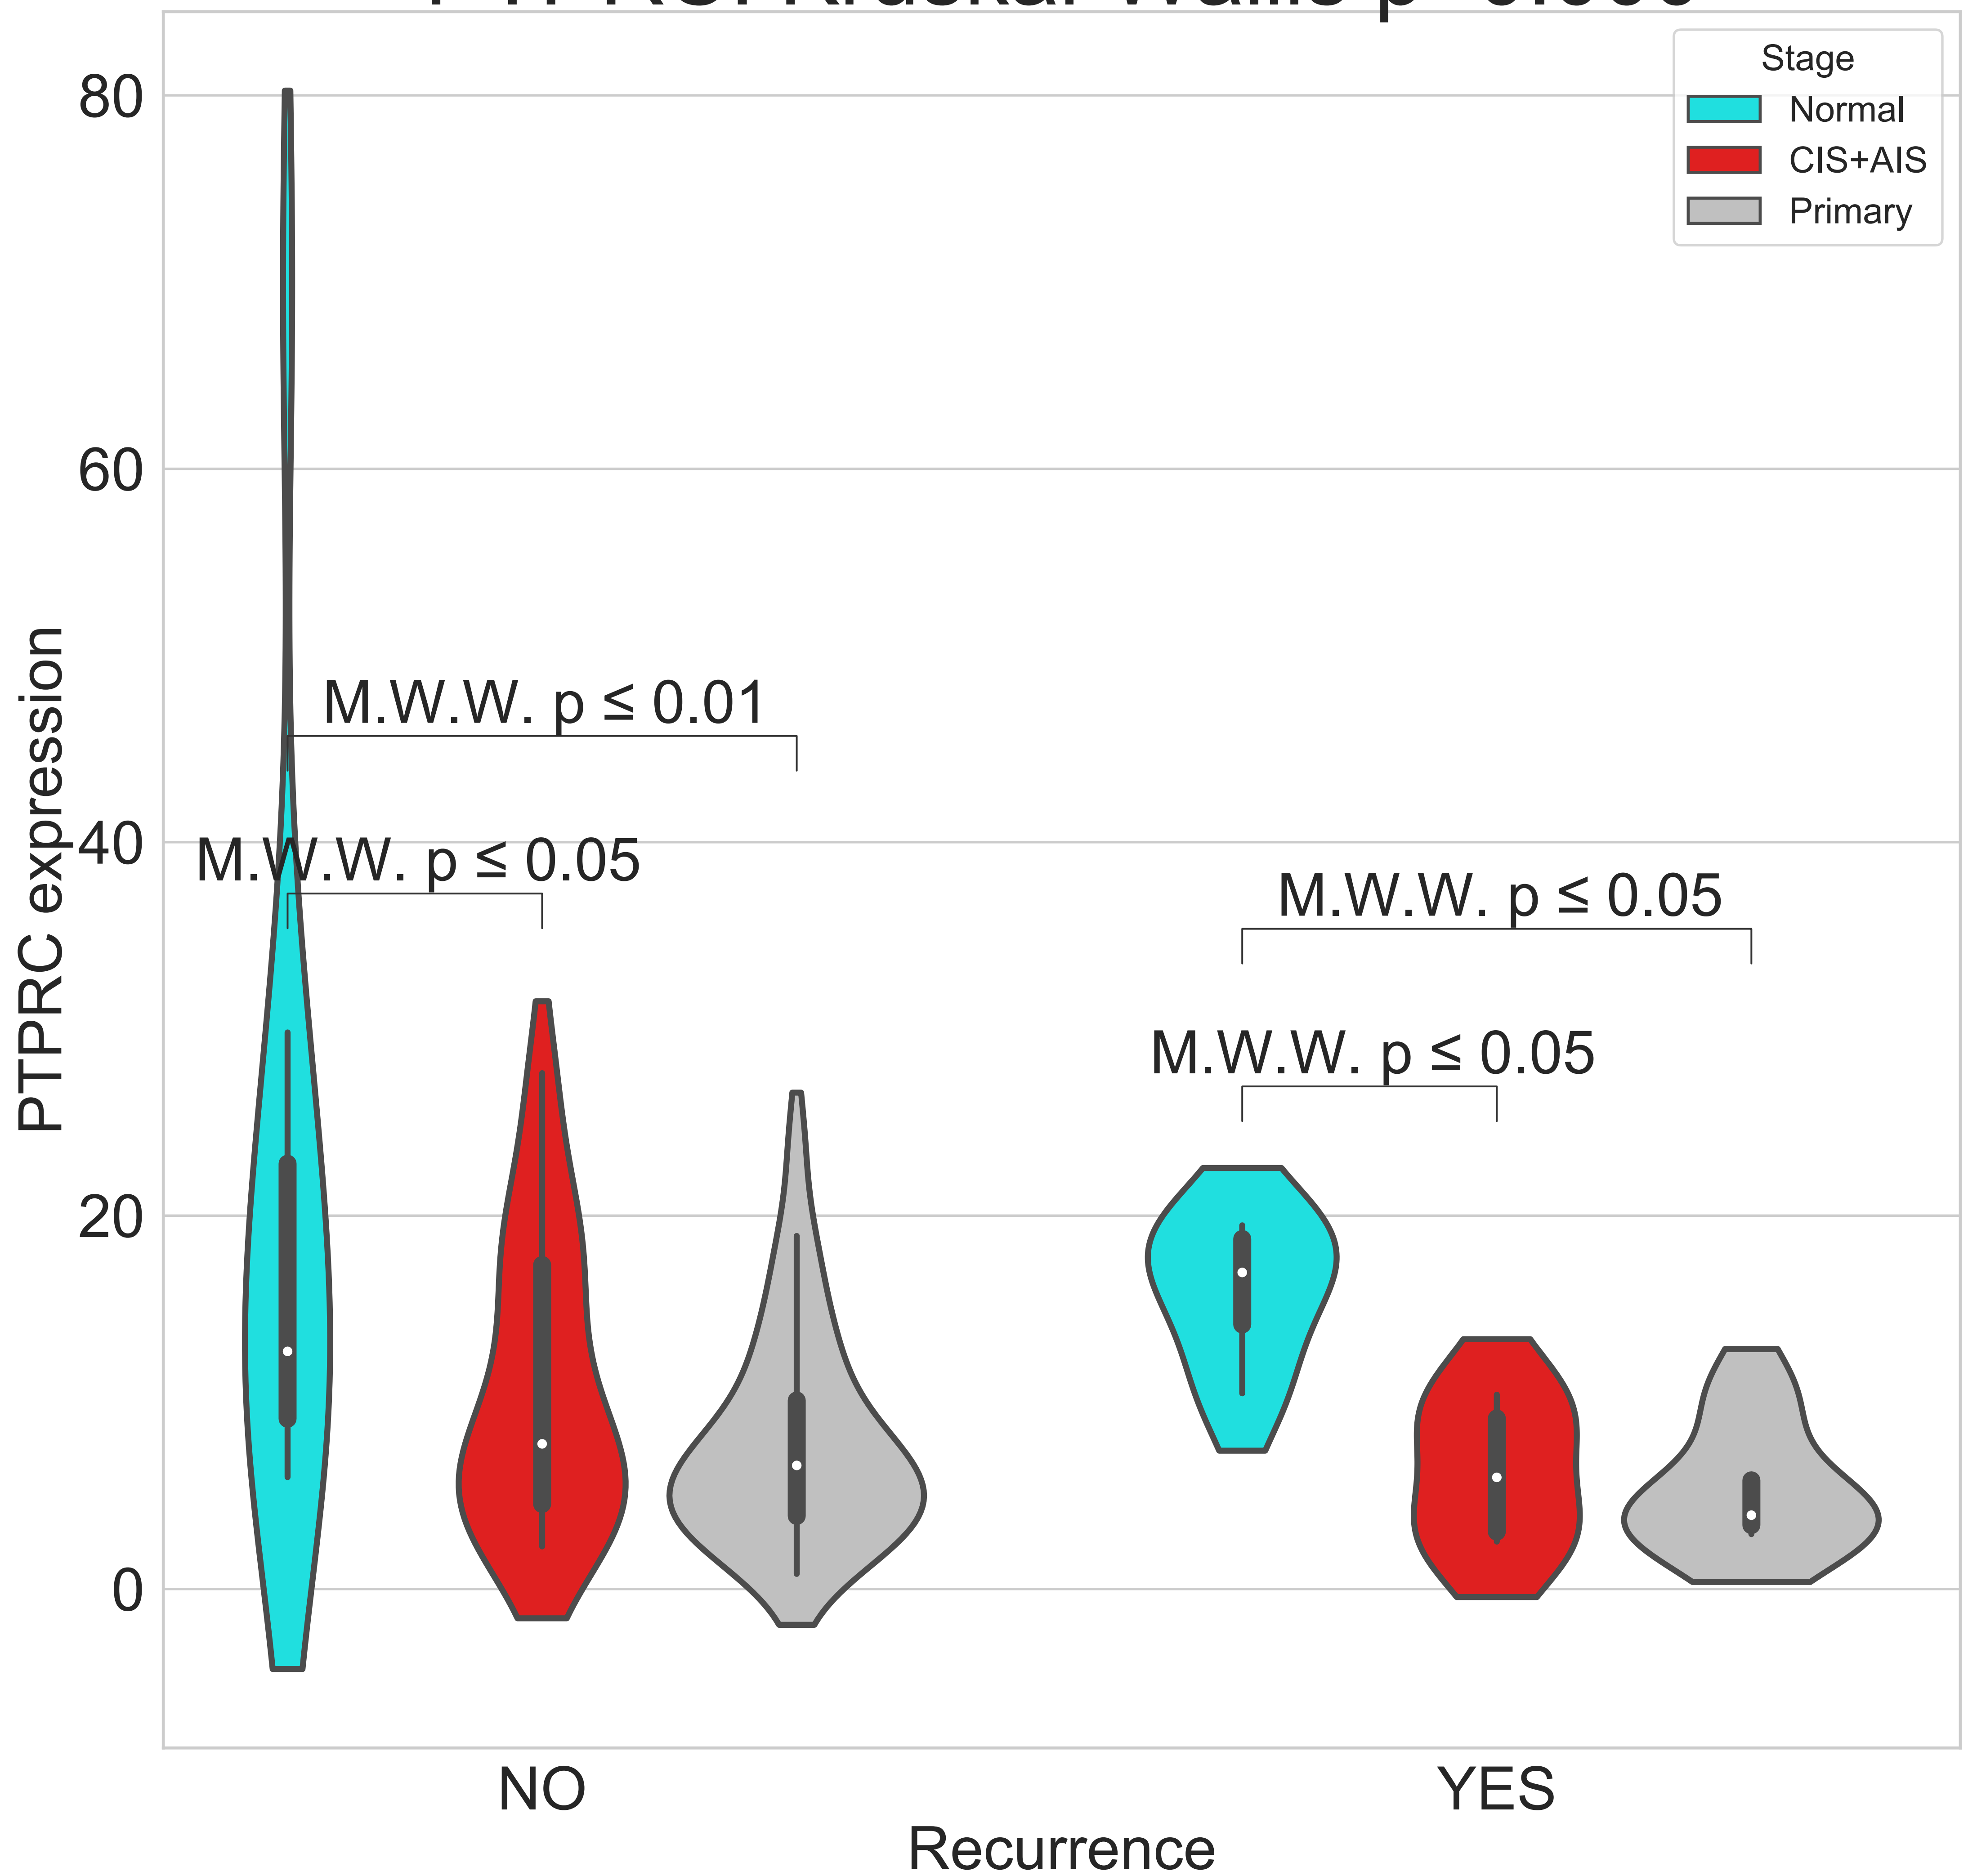 Stage
Normal
CIS+AIS
Primary
80
60
40
20
0
PTPRC expression
M.W.W. p ≤ 0.01
M.W.W. p ≤ 0.05
M.W.W. p ≤ 0.05
M.W.W. p ≤ 0.05
NO
YES
Recurrence